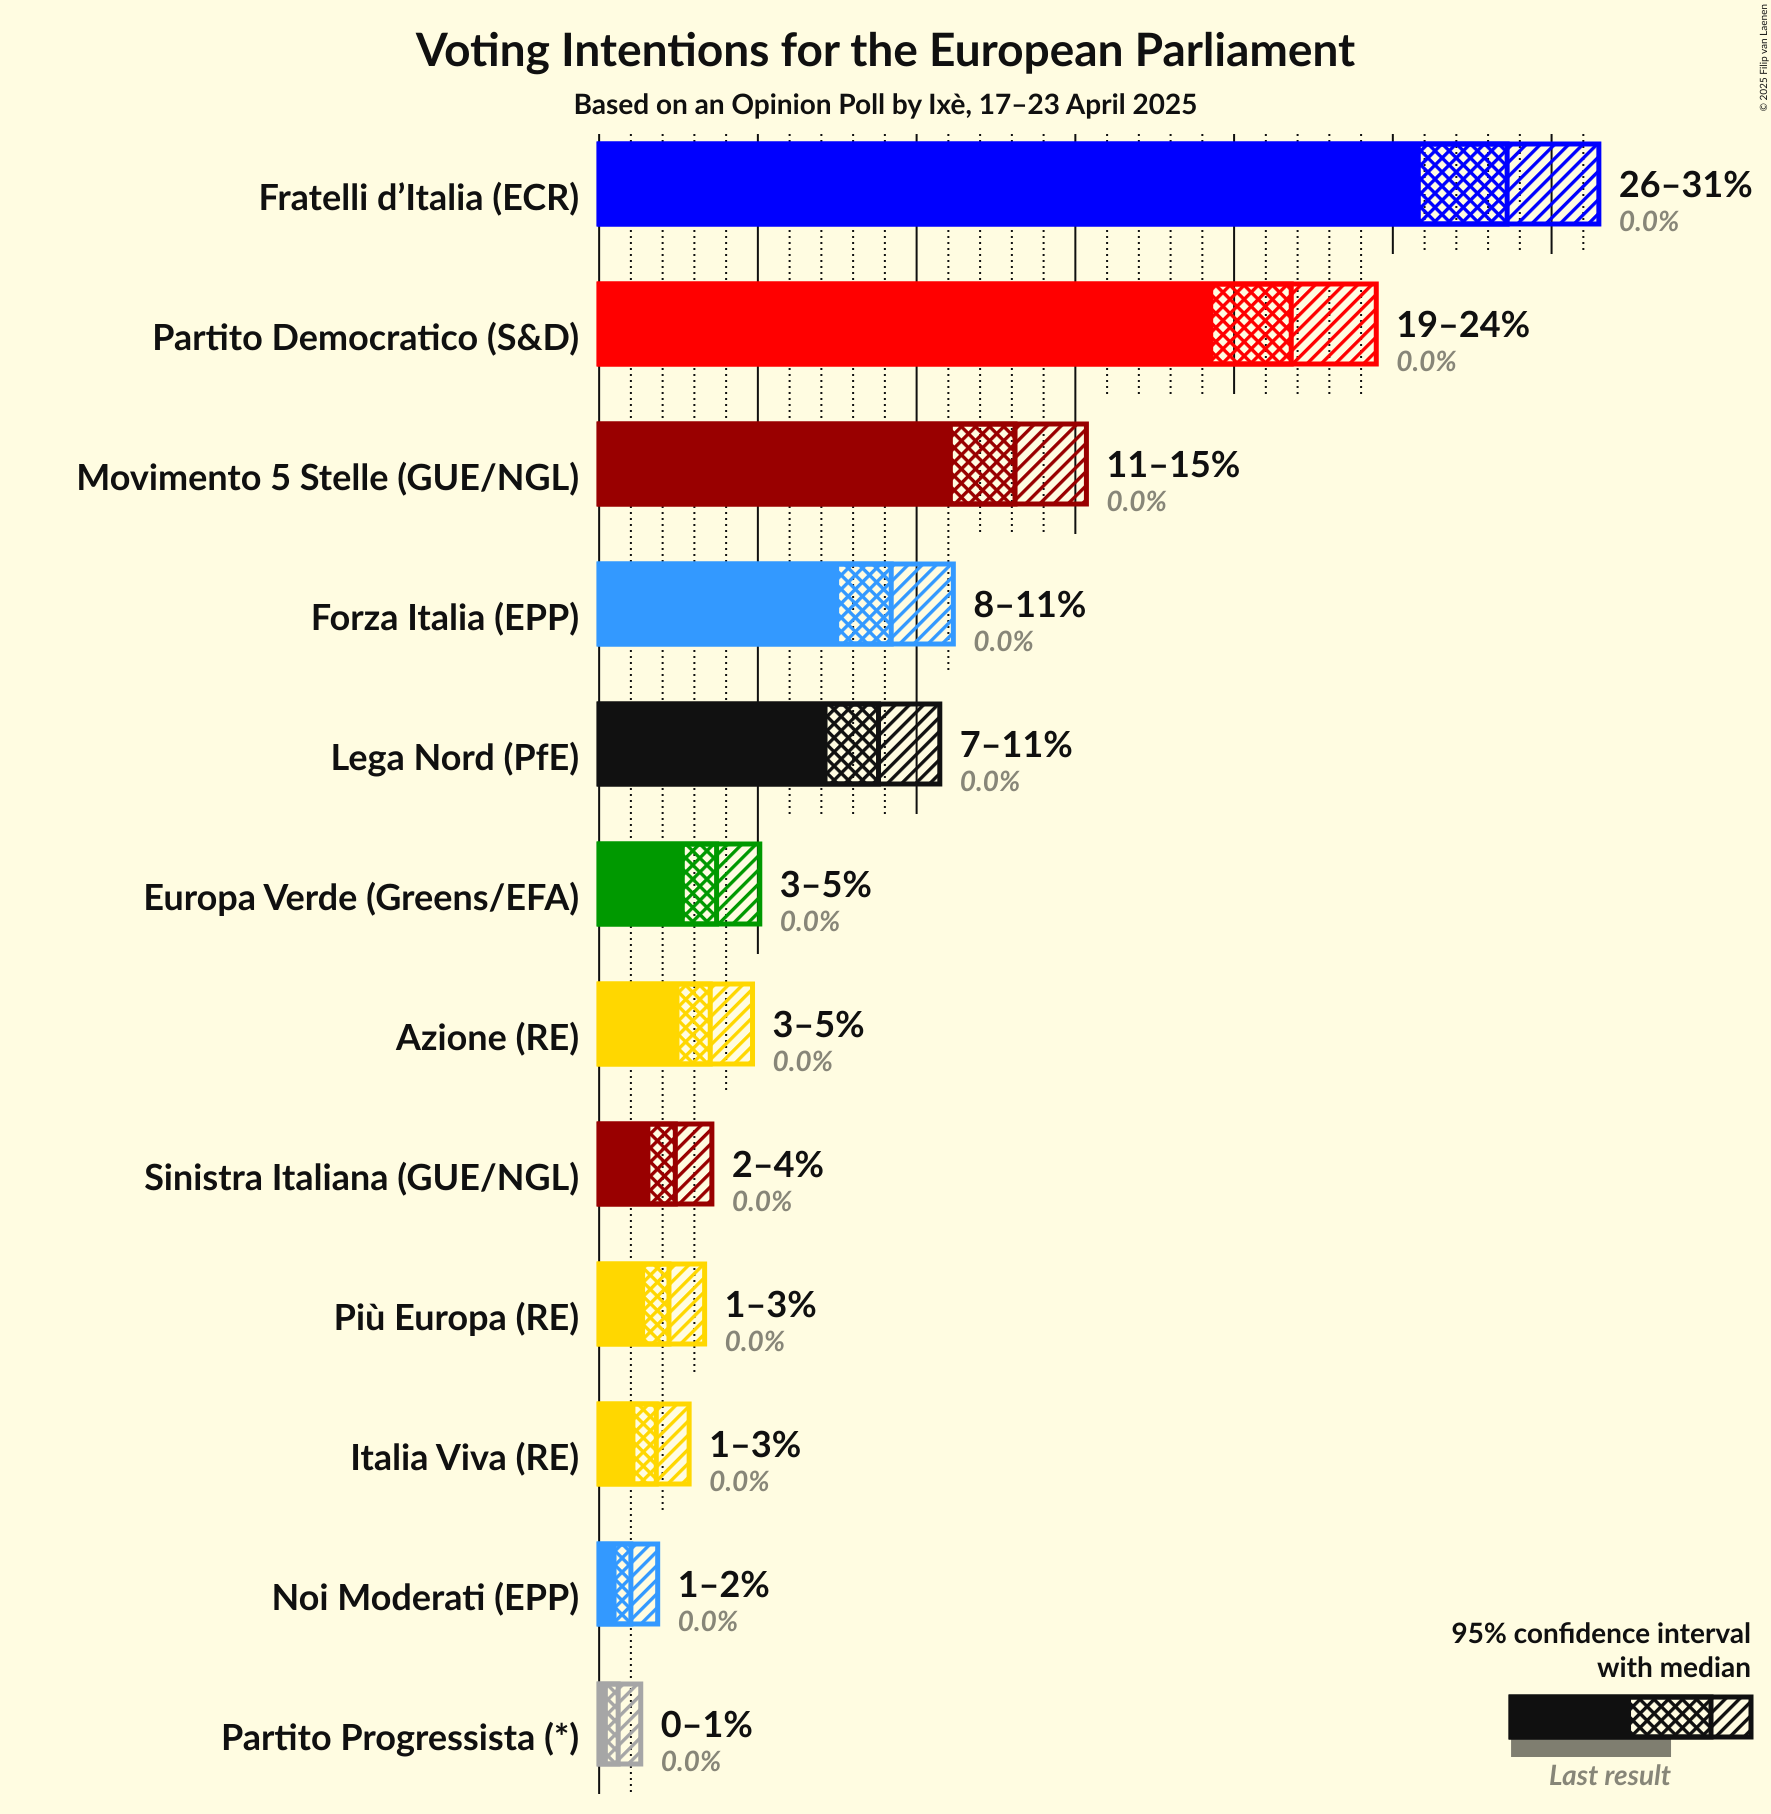 © 2025 Filip van Laenen
Voting Intentions for the European Parliament
Based on an Opinion Poll by Ixè, 17–23 April 2025
Fratelli d’Italia (ECR)
26–31%
0.0%
Partito Democratico (S&D)
19–24%
0.0%
Movimento 5 Stelle (GUE/NGL)
11–15%
0.0%
Forza Italia (EPP)
8–11%
0.0%
Lega Nord (PfE)
7–11%
0.0%
Europa Verde (Greens/EFA)
3–5%
0.0%
Azione (RE)
3–5%
0.0%
Sinistra Italiana (GUE/NGL)
2–4%
0.0%
Più Europa (RE)
1–3%
0.0%
Italia Viva (RE)
1–3%
0.0%
Noi Moderati (EPP)
1–2%
0.0%
Partito Progressista (*)
0–1%
0.0%
95% confidence interval
with median
Last result